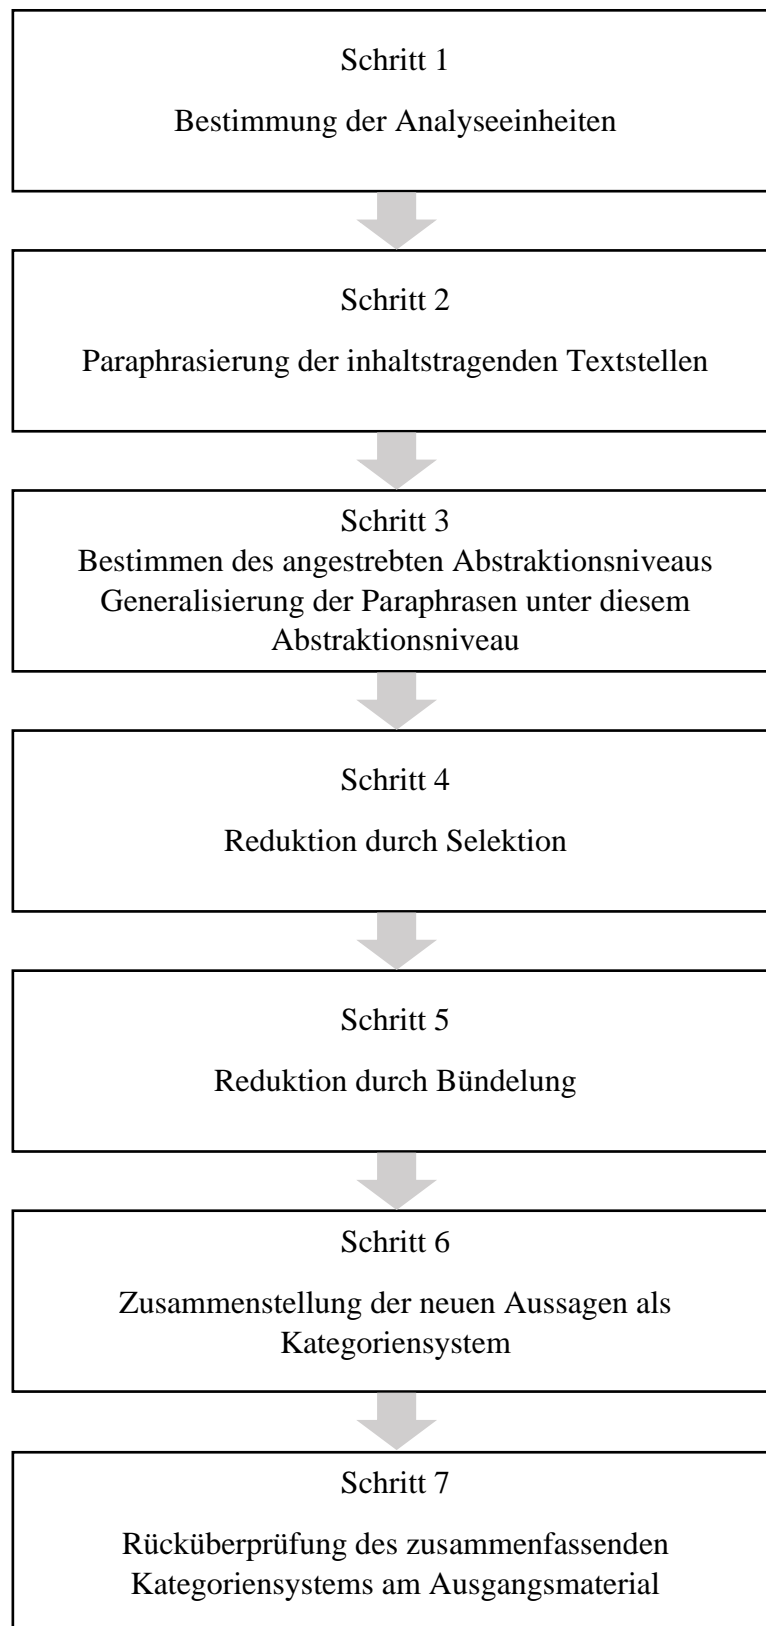 Schritt 1
Bestimmung der Analyseeinheiten
Schritt 2
Paraphrasierung der inhaltstragenden Textstellen
Schritt 3
Bestimmen des angestrebten Abstraktionsniveaus
Generalisierung der Paraphrasen unter diesem
Abstraktionsniveau
Schritt 4
Reduktion durch Selektion
Schritt 5
Reduktion durch Bündelung
Schritt 6
Zusammenstellung der neuen Aussagen als
Kategoriensystem
Schritt 7
Rücküberprüfung des zusammenfassenden
Kategoriensystems am Ausgangsmaterial